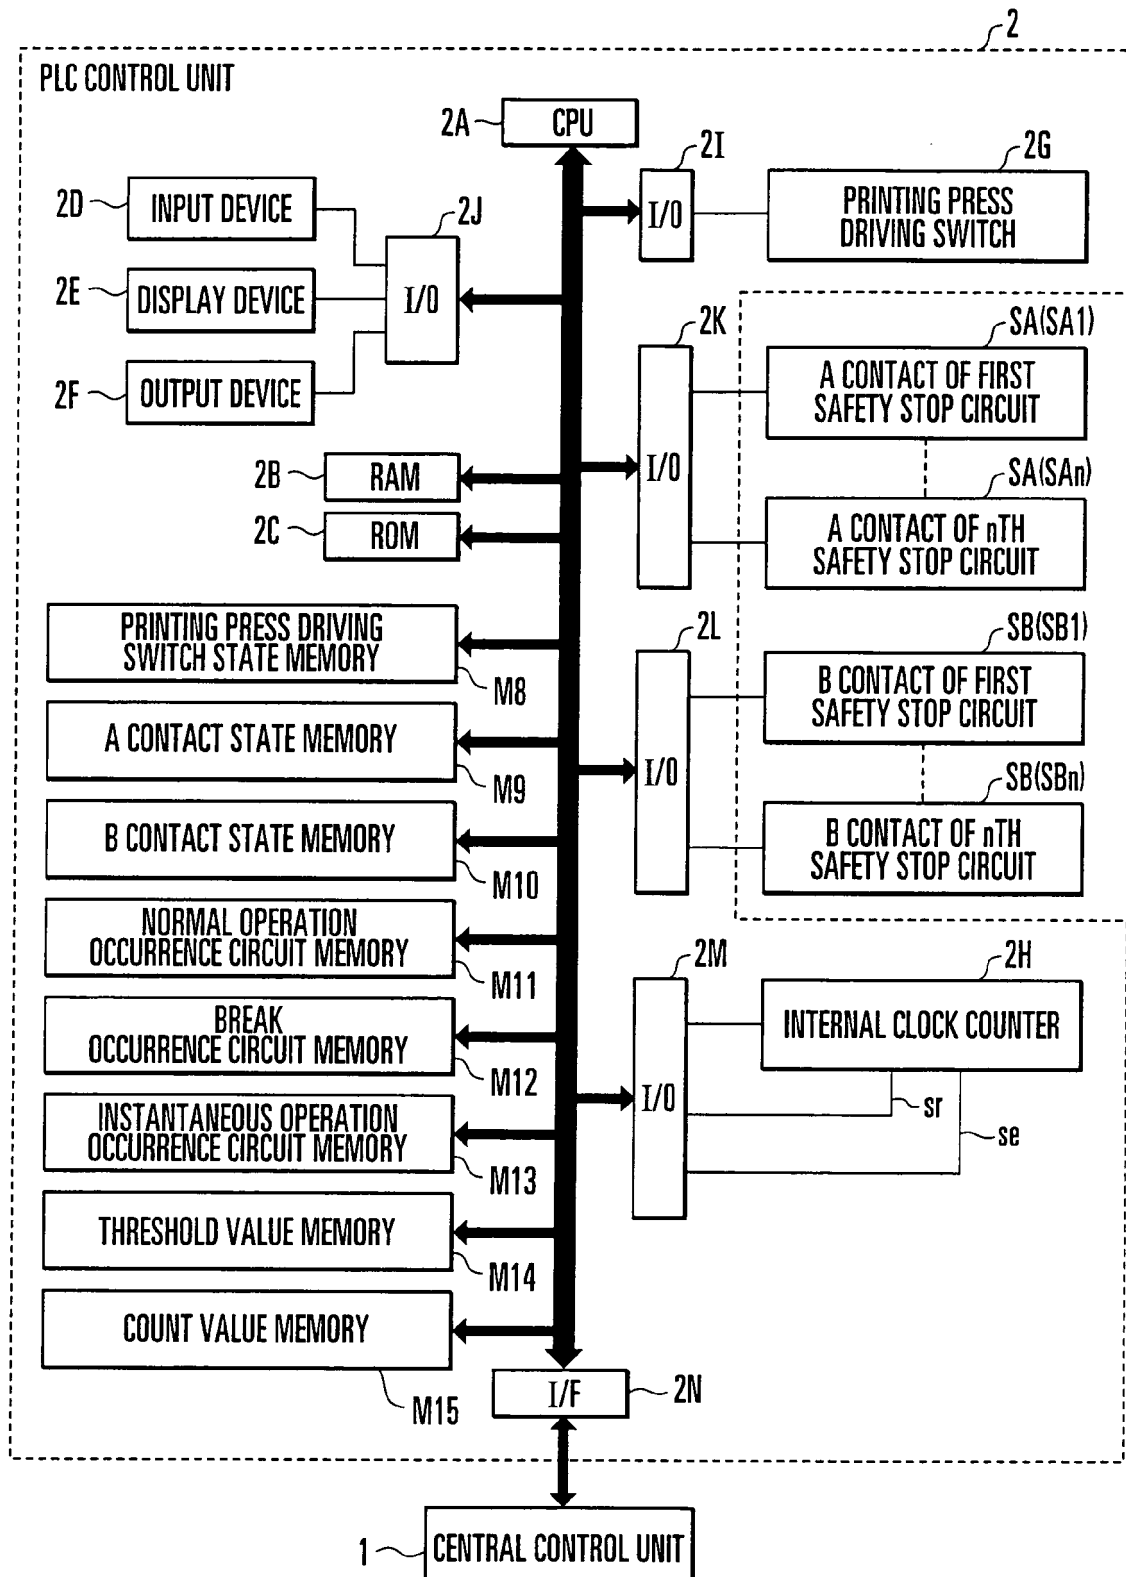 2
PLC CONTROL UNIT
2A
CPU
2I
I/O
2G
PRINTING PRESS
DRIVING SWITCH
2D
INPUT DEVICE
2J
I/O
2E
DISPLAY DEVICE
2F
OUTPUT DEVICE
2K
I/O
SA(SA1)
A CONTACT OF FIRST
SAFETY STOP CIRCUIT
SA(SAn)
A CONTACT OF nTH
SAFETY STOP CIRCUIT
2B
RAM
2C
ROM
2L
I/O
SB(SB1)
B CONTACT OF FIRST
SAFETY STOP CIRCUIT
SB(SBn)
B CONTACT OF nTH
SAFETY STOP CIRCUIT
PRINTING PRESS DRIVING
SWITCH STATE MEMORY
M8
A CONTACT STATE MEMORY
M9
B CONTACT STATE MEMORY
M10
NORMAL OPERATION
OCCURRENCE CIRCUIT MEMORY
M11
BREAK
OCCURRENCE CIRCUIT MEMORY
M12
INSTANTANEOUS OPERATION
OCCURRENCE CIRCUIT MEMORY
M13
THRESHOLD VALUE MEMORY
M14
COUNT VALUE MEMORY
M15
2M
I/O
2H
INTERNAL CLOCK COUNTER
sr
se
I/F
2N
1
CENTRAL CONTROL UNIT